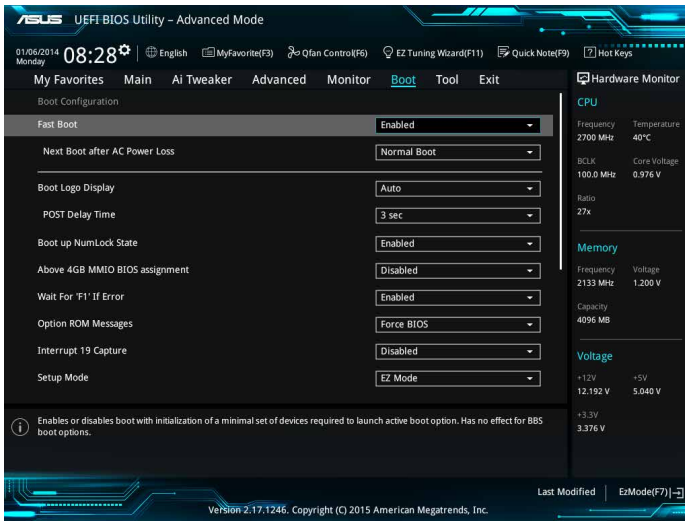 ASUS UEFI BIOS Utility – Advanced Mode
01/06/2014 Monday 08:28 English MyFavorite(F3) Qfan Control(F6) EZ Tuning Wizard(F11) Quick Note(F9) ? Hot Keys
My Favorites Main Ai Tweaker Advanced Monitor Boot Tool Exit
Boot Configuration
Fast Boot Enabled
Next Boot after AC Power Loss Normal Boot
Boot Logo Display Auto
POST Delay Time 3 sec
Boot up NumLock State Enabled
Above 4GB MMIO BIOS assignment Disabled
Wait For 'F1' If Error Enabled
Option ROM Messages Force BIOS
Interrupt 19 Capture Disabled
Setup Mode EZ Mode
Enables or disables boot with initialization of a minimal set of devices required to launch active boot option. Has no effect for BBS
boot options.
Hardware Monitor
CPU
Frequency Temperature
2700 MHz 40°C
BCLK Core Voltage
100.0 MHz 0.976 V
Ratio
27x
Memory
Frequency Voltage
2133 MHz 1.200 V
Capacity
4096 MB
Voltage
+12V +5V
12.192 V 5.040 V
+3.3V
3.376 V
Last Modified EzMode(F7)
Version 2.17.1246. Copyright (C) 2015 American Megatrends, Inc.